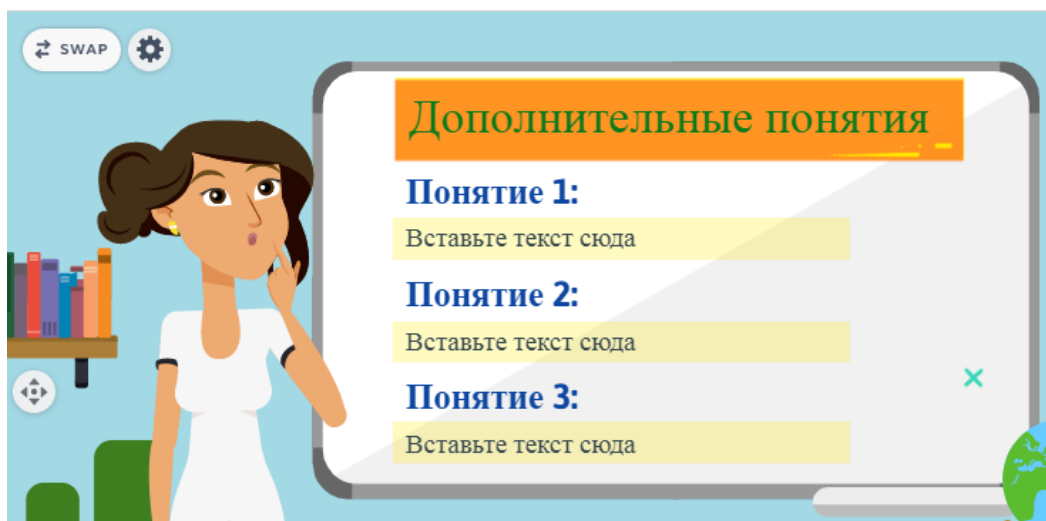 SWAP
Дополнительные понятия
Понятие 1:
Вставьте текст сюда
Понятие 2:
Вставьте текст сюда
Понятие 3:
Вставьте текст сюда